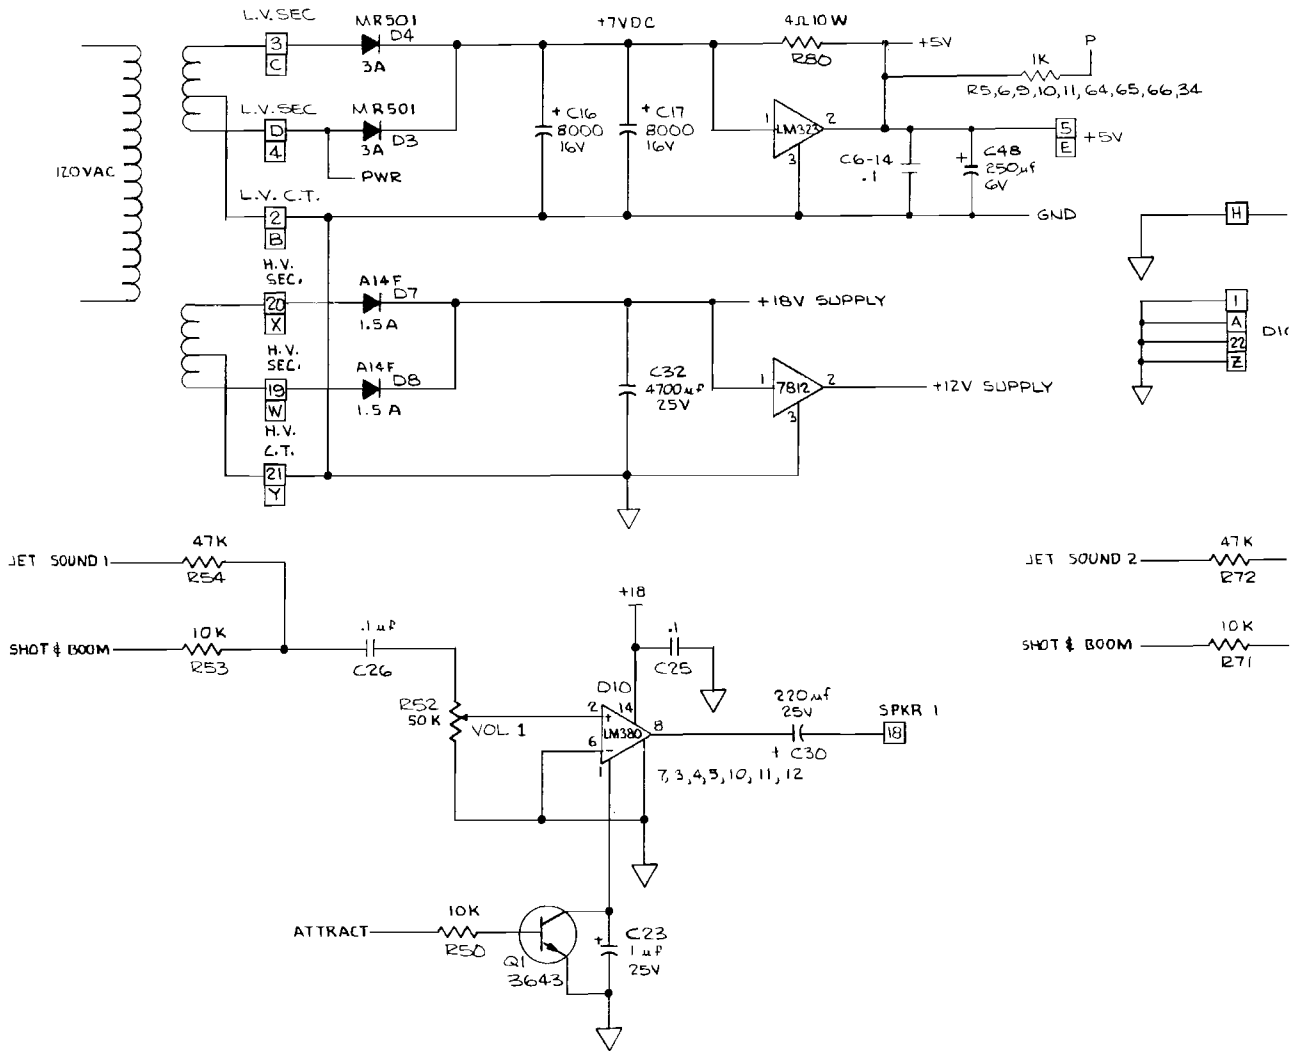 L.V.SEC
3
C
MR501
D4
3A
+7VDC
4Ω10W
R80
+5V
P
1K
R5,6,9,10,11,64,65,66,34
L.V.SEC
D
4
MR501
D3
3A
PWR
+ C16
8000
16V
+ C17
8000
16V
1
LM323
2
3
C6-14
.1
+ C48
250µf
6V
5
E
+5V
120VAC
L.V. C.T.
2
B
GND
H
H.V.
SEC.
20
X
A14F
D7
1.5A
+18V SUPPLY
1
A
22
Z
H.V.
SEC.
19
W
A14F
D8
1.5A
C32
4700µf
25V
1
7812
2
3
+12V SUPPLY
H.V.
C.T.
21
Y
JET SOUND 1
47K
R54
JET SOUND 2
47K
R72
SHOT & BOOM
10K
R53
.1µf
C26
+18
.1
C25
SHOT & BOOM
10K
R71
R52
50K
VOL 1
D10
2
+
14
LM380
8
6
-
1
7,3,4,5,10,11,12
220µf
25V
+ C30
SPKR 1
18
ATTRACT
10K
R50
Q1
3643
+ C23
1µf
25V